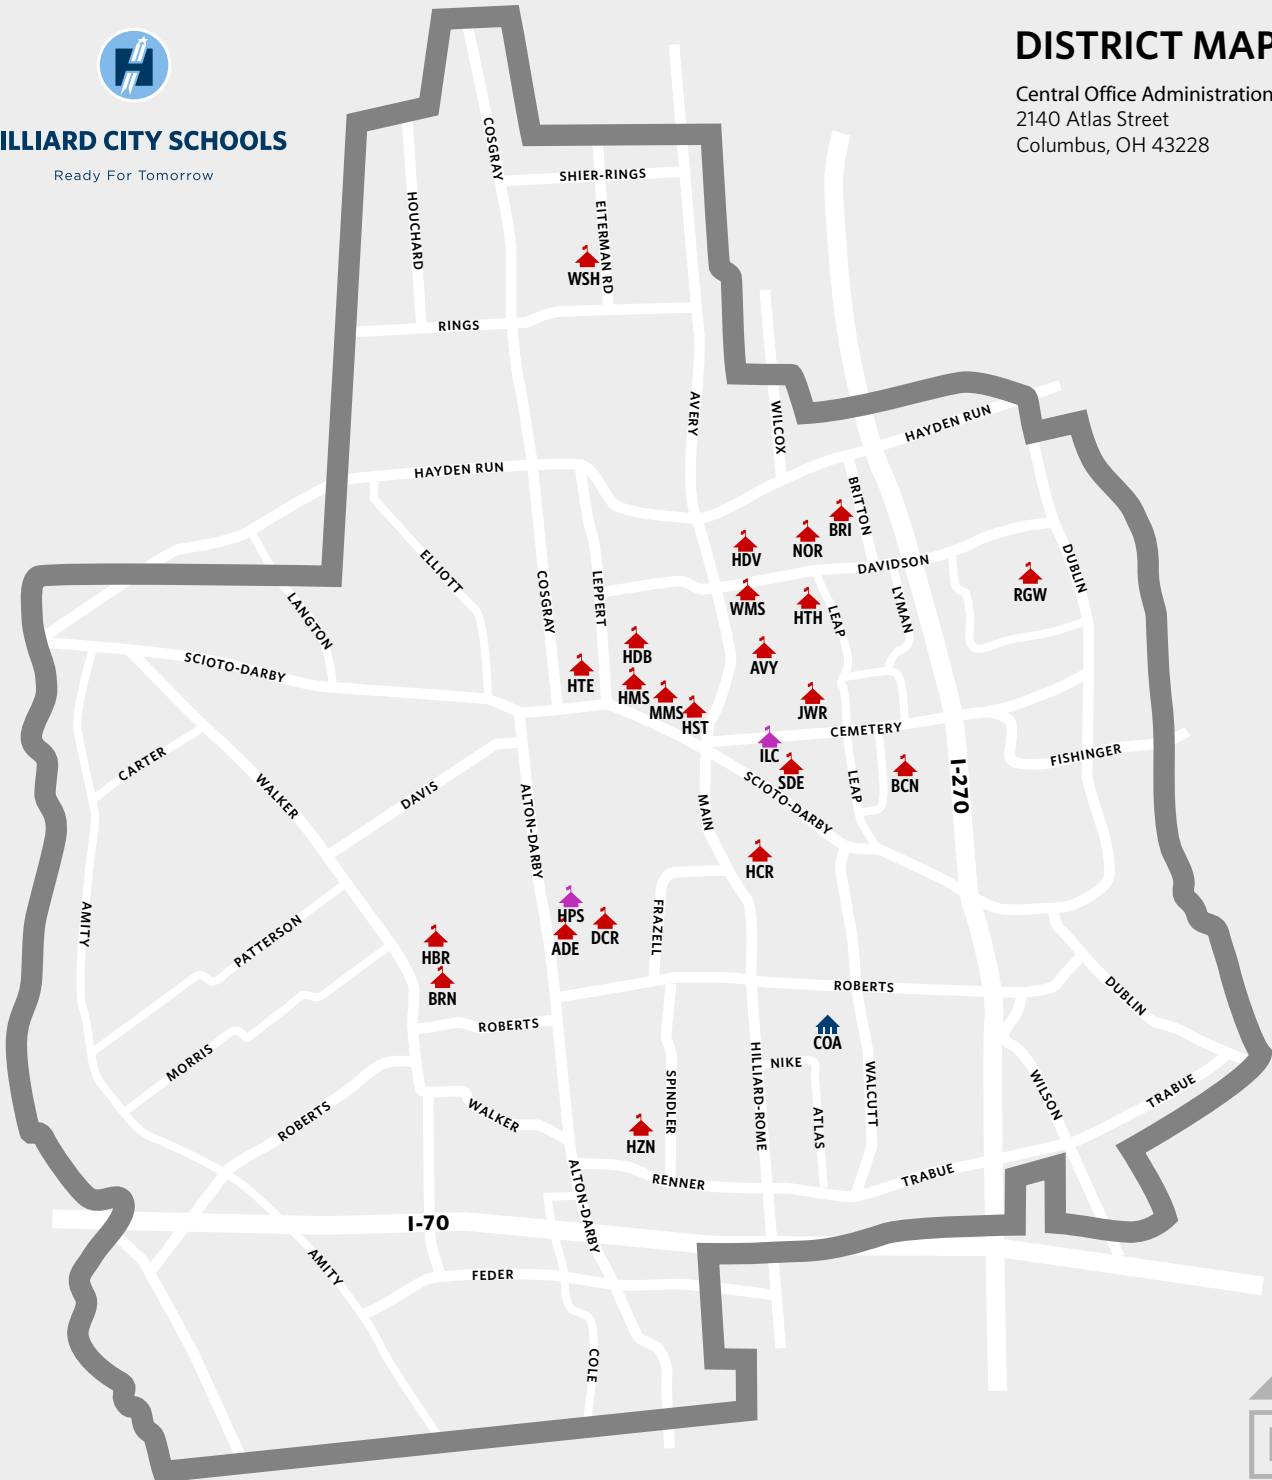 ILLIARD CITY SCHOOLS
Ready For Tomorrow
DISTRICT MAP
Central Office Administration
2140 Atlas Street
Columbus, OH 43228
COSGRAY
SHIER-RINGS
HOUCHARD
EITERMAN RD
WSH
RINGS
AVERY
WILCOX
HAYDEN RUN
HAYDEN RUN
BRITTON
BRI
NOR
HDV
DAVIDSON
DUBLIN
ELLIOTT
COSGRAY
LEPPERT
RGW
WMS
HTH
LEAP
LYMAN
LANGTON
HDB
AVY
SCIOTO-DARBY
HTE
HMS
MMS
HST
JWR
CEMETERY
ILC
SDE
BCN
FISHINGER
CARTER
WALKER
DAVIS
ALTON-DARBY
MAIN
SCIOTO-DARBY
LEAP
I-270
HCR
AMITY
PATTERSON
HPS
ADE
DCR
FRAZELL
HBR
BRN
ROBERTS
DUBLIN
ROBERTS
COA
MORRIS
NIKE
HILLIARD-ROME
WALCUTT
WILSON
TRABUE
ROBERTS
WALKER
SPINDLER
ATLAS
HZN
RENNER
TRABUE
ALTON-DARBY
I-70
AMITY
FEDER
COLE